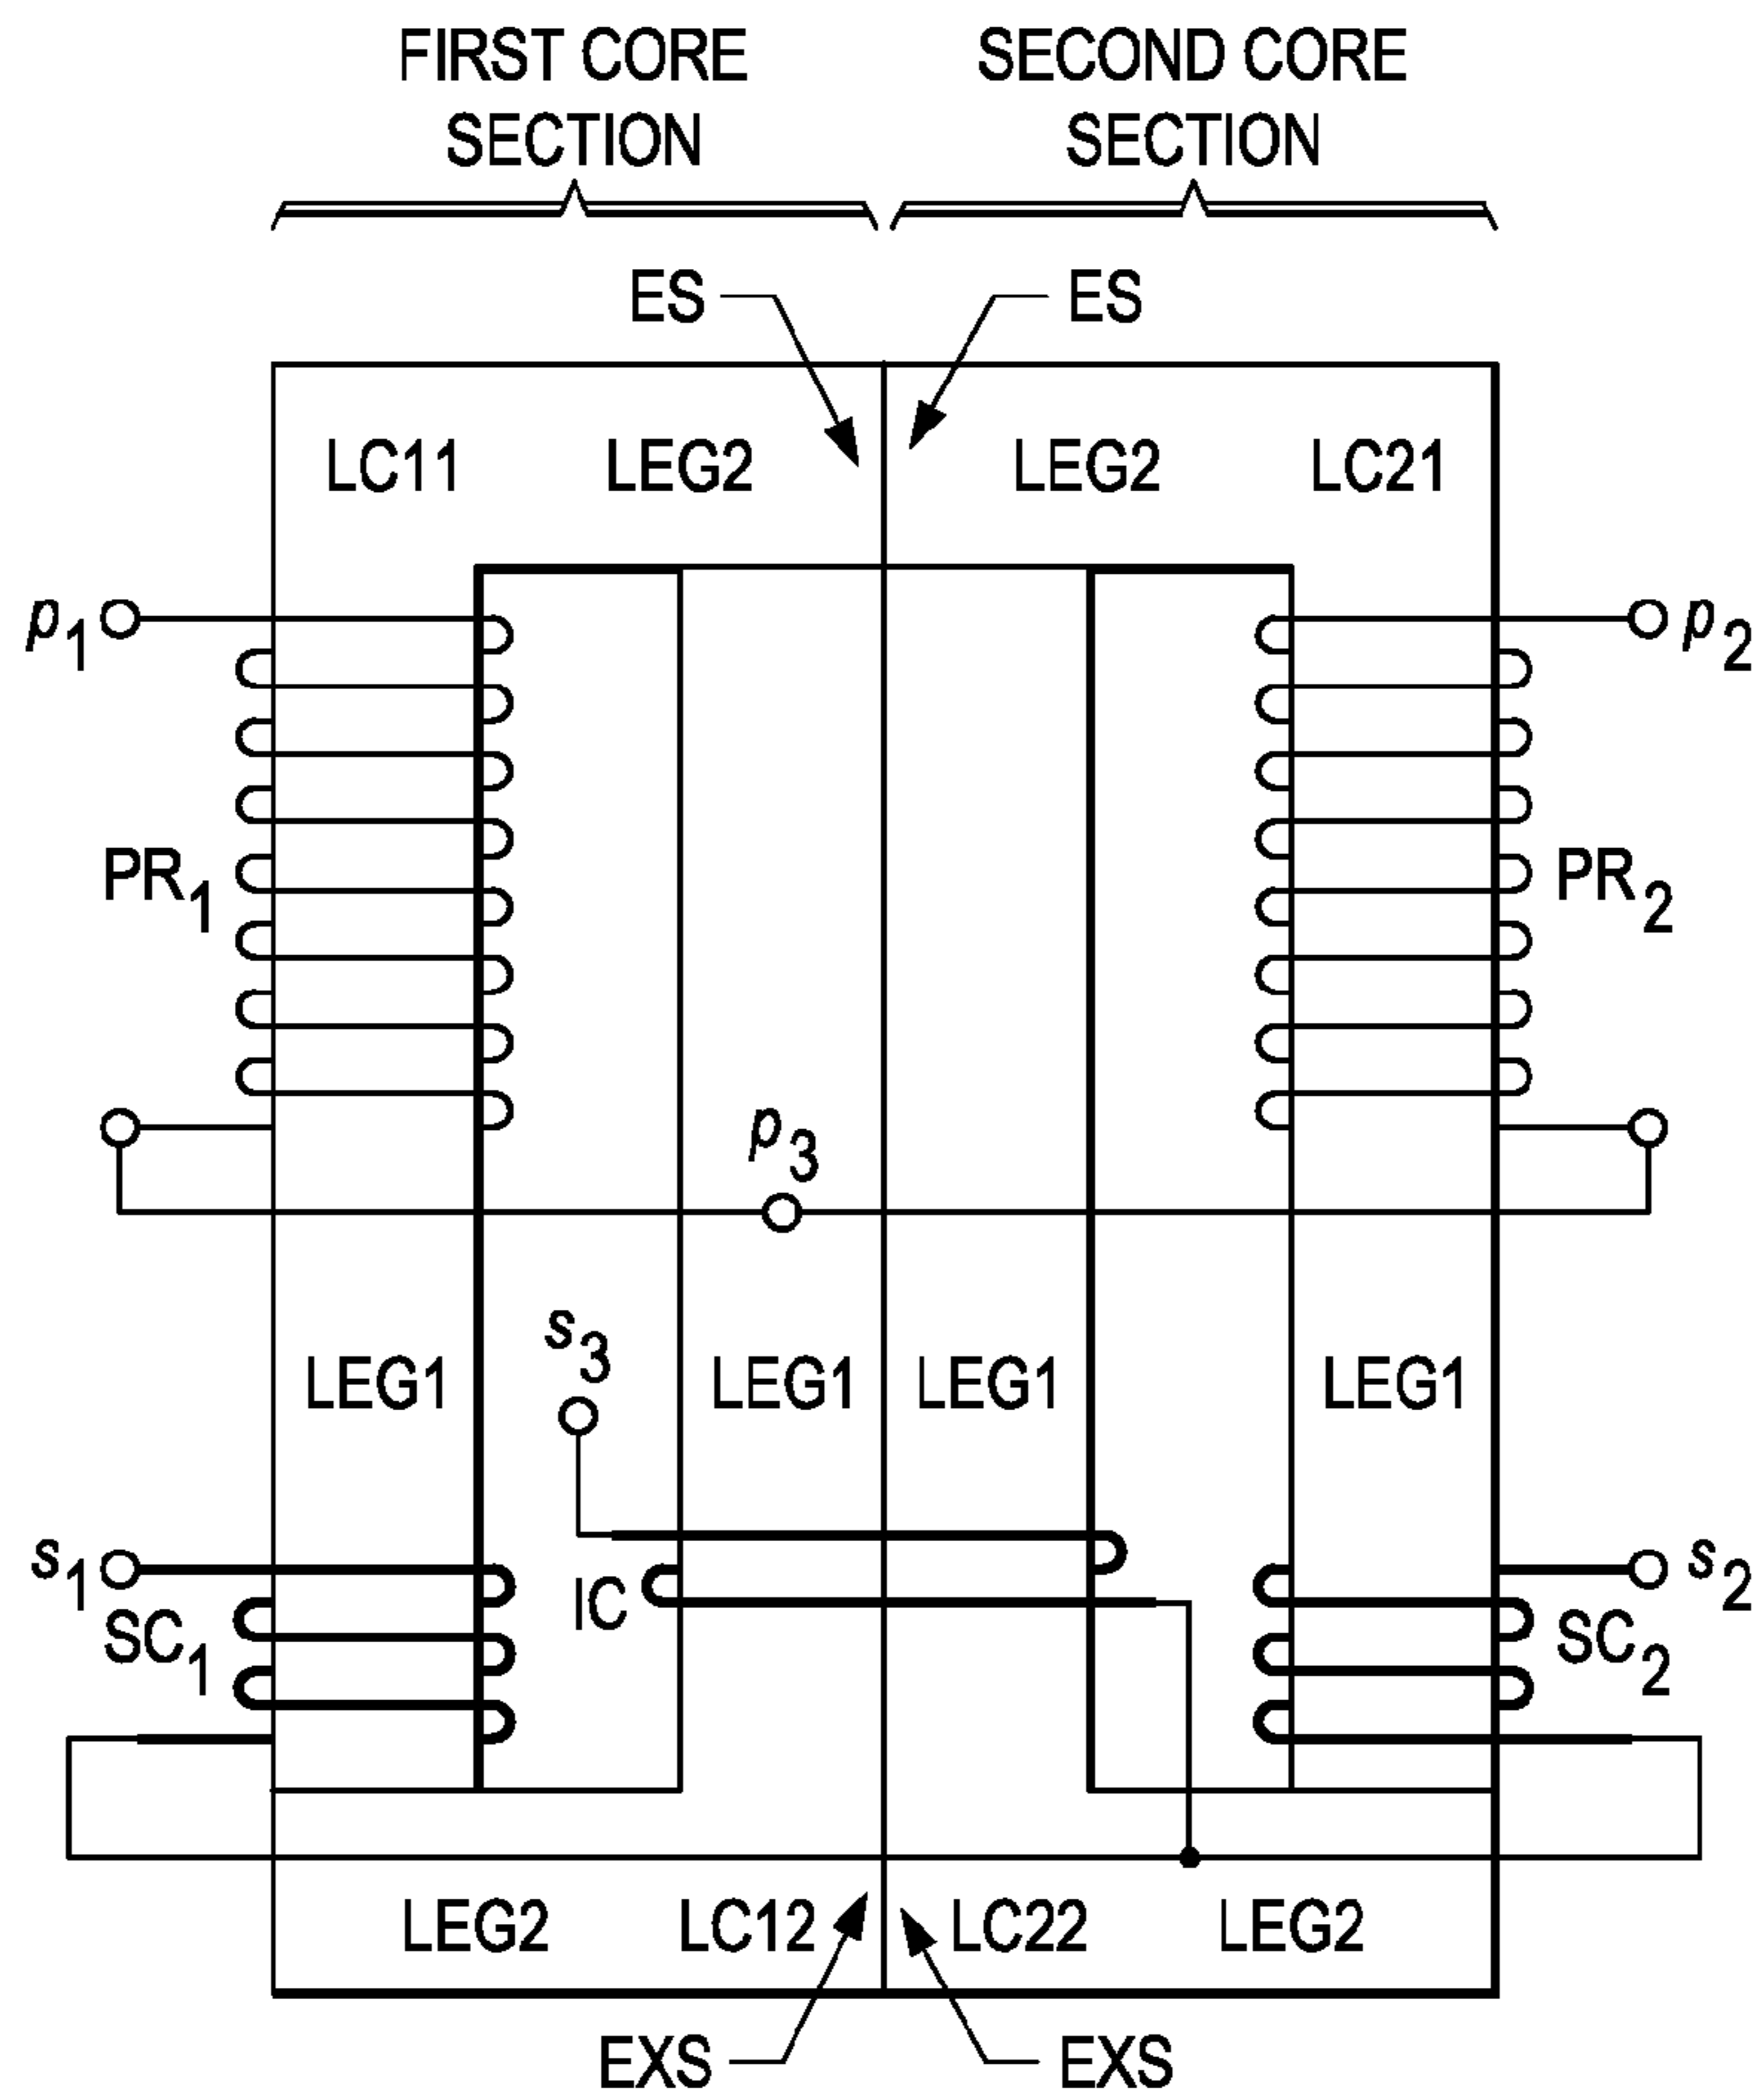 FIRST CORE
SECTION
SECOND CORE
SECTION
ES
ES
LC11
LEG2
LEG2
LC21
p1
p2
PR1
PR2
p3
s3
LEG1
LEG1
LEG1
LEG1
s1
SC1
IC
s2
SC2
LEG2
LC12
LC22
LEG2
EXS
EXS